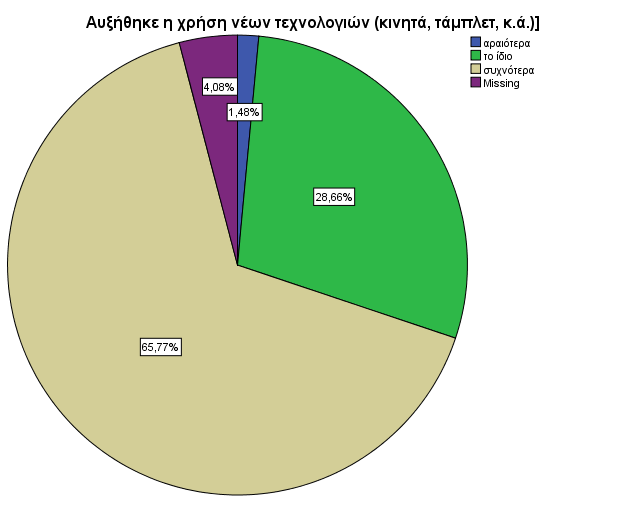 Αυξήθηκε η χρήση νέων τεχνολογιών (κινητά, τάμπλετ, κ.ά.)]
αραιότερα
το ίδιο
συχνότερα
Missing
4,08%
1,48%
28,66%
65,77%